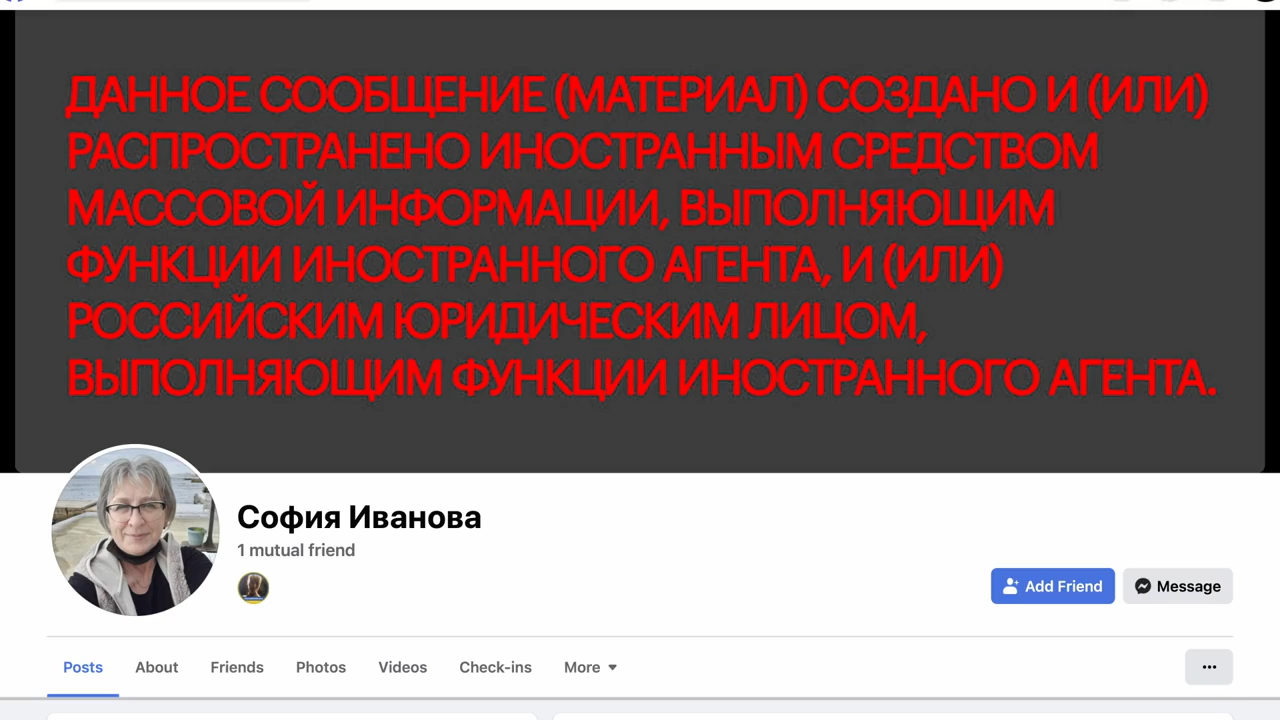 ДАННОЕ СООБЩЕНИЕ (МАТЕРИАЛ) СОЗДАНО И (ИЛИ)
РАСПРОСТРАНЕНО ИНОСТРАННЫМ СРЕДСТВОМ
МАССОВОЙ ИНФОРМАЦИИ, ВЫПОЛНЯЮЩИМ
ФУНКЦИИ ИНОСТРАННОГО АГЕНТА, И (ИЛИ)
РОССИЙСКИМ ЮРИДИЧЕСКИМ ЛИЦОМ,
ВЫПОЛНЯЮЩИМ ФУНКЦИИ ИНОСТРАННОГО АГЕНТА.
София Иванова
1 mutual friend
Add Friend Message
Posts About Friends Photos Videos Check-ins More